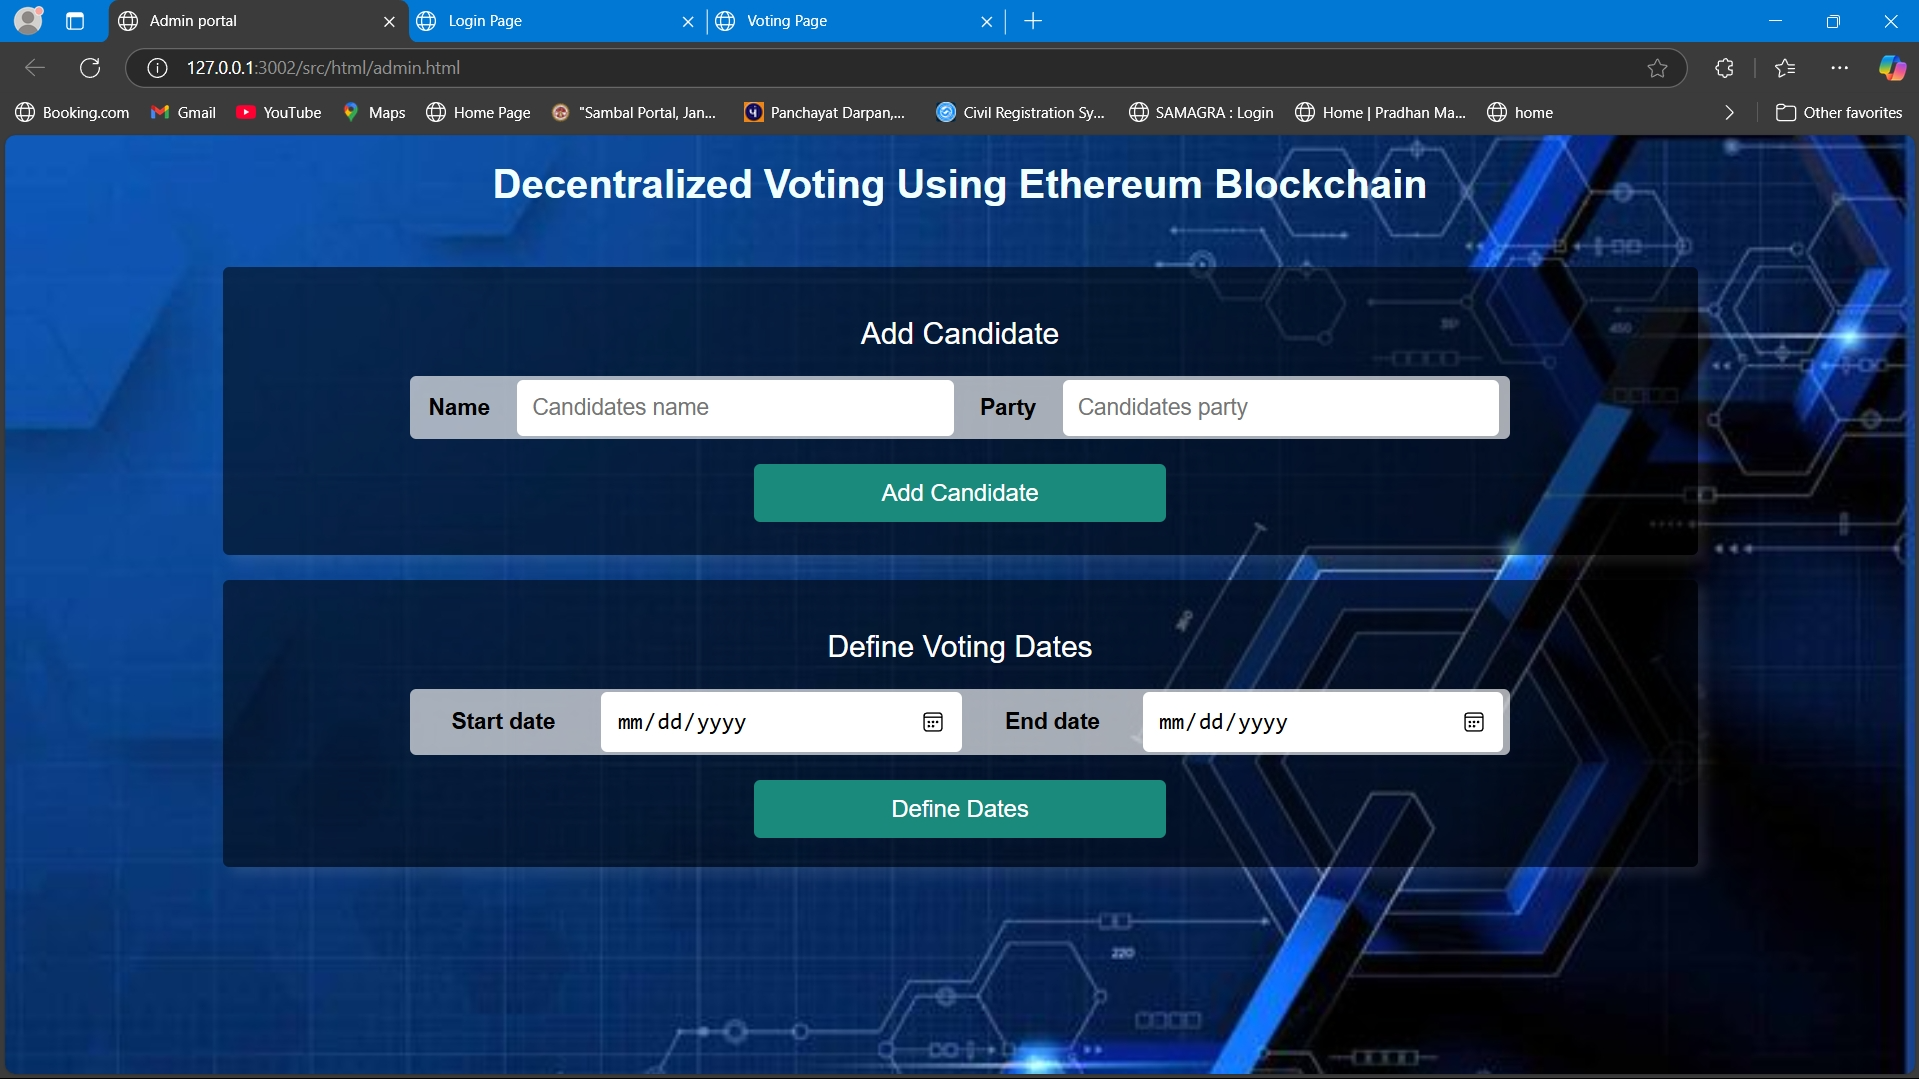 Admin portal
Login Page
Voting Page
127.0.0.1:3002/src/html/admin.html
Booking.com
Gmail
YouTube
Maps
Home Page
"Sambal Portal, Jan...
Panchayat Darpan,...
Civil Registration Sy...
SAMAGRA : Login
Home | Pradhan Ma...
home
Other favorites
Decentralized Voting Using Ethereum Blockchain
Add Candidate
Name
Candidates name
Party
Candidates party
Add Candidate
Define Voting Dates
Start date
mm/dd/yyyy
End date
mm/dd/yyyy
Define Dates
450
360
220